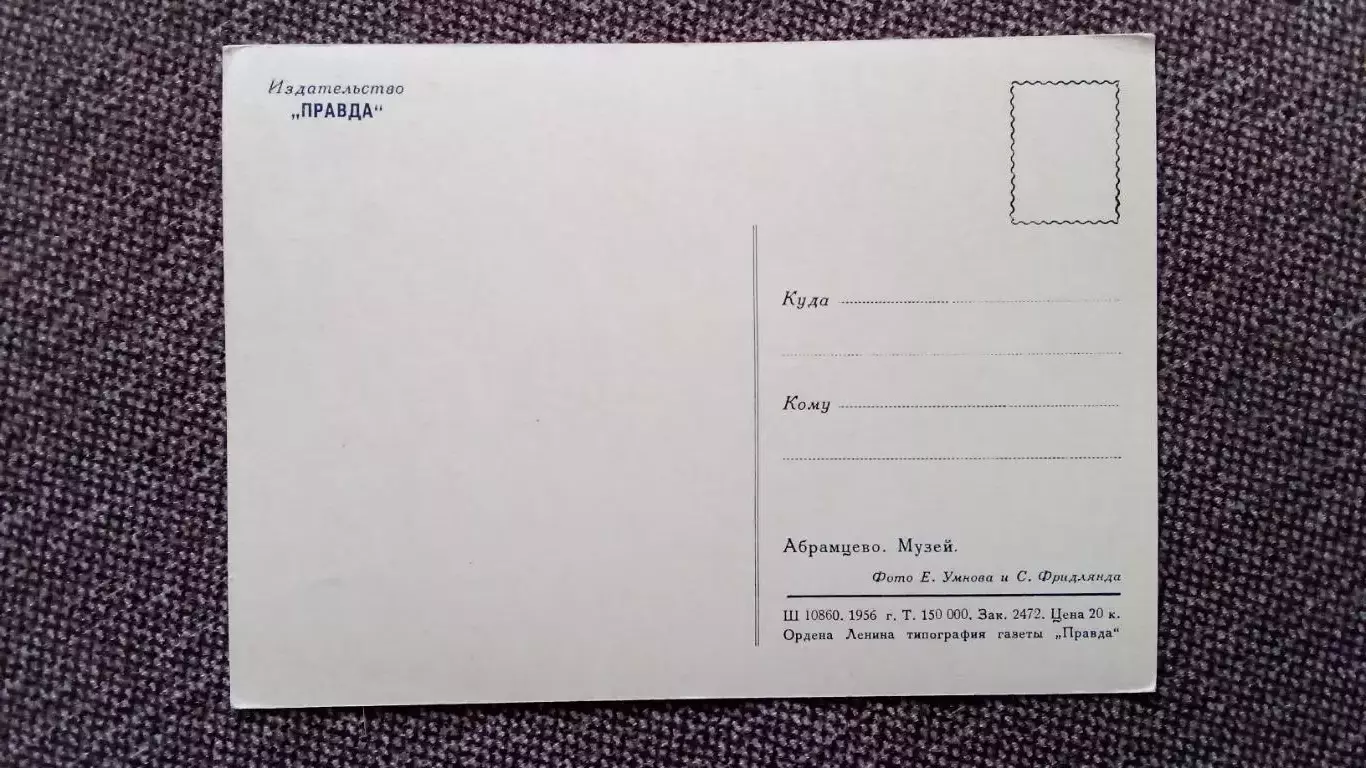 Издательство
„ПРАВДА“
Куда
Кому
Абрамцево. Музей.
Фото Е. Умнова и С. Фридлянда
Ш 10860. 1956 г. Т. 150 000. Зак. 2472. Цена 20 к.
Ордена Ленина типография газеты „Правда“